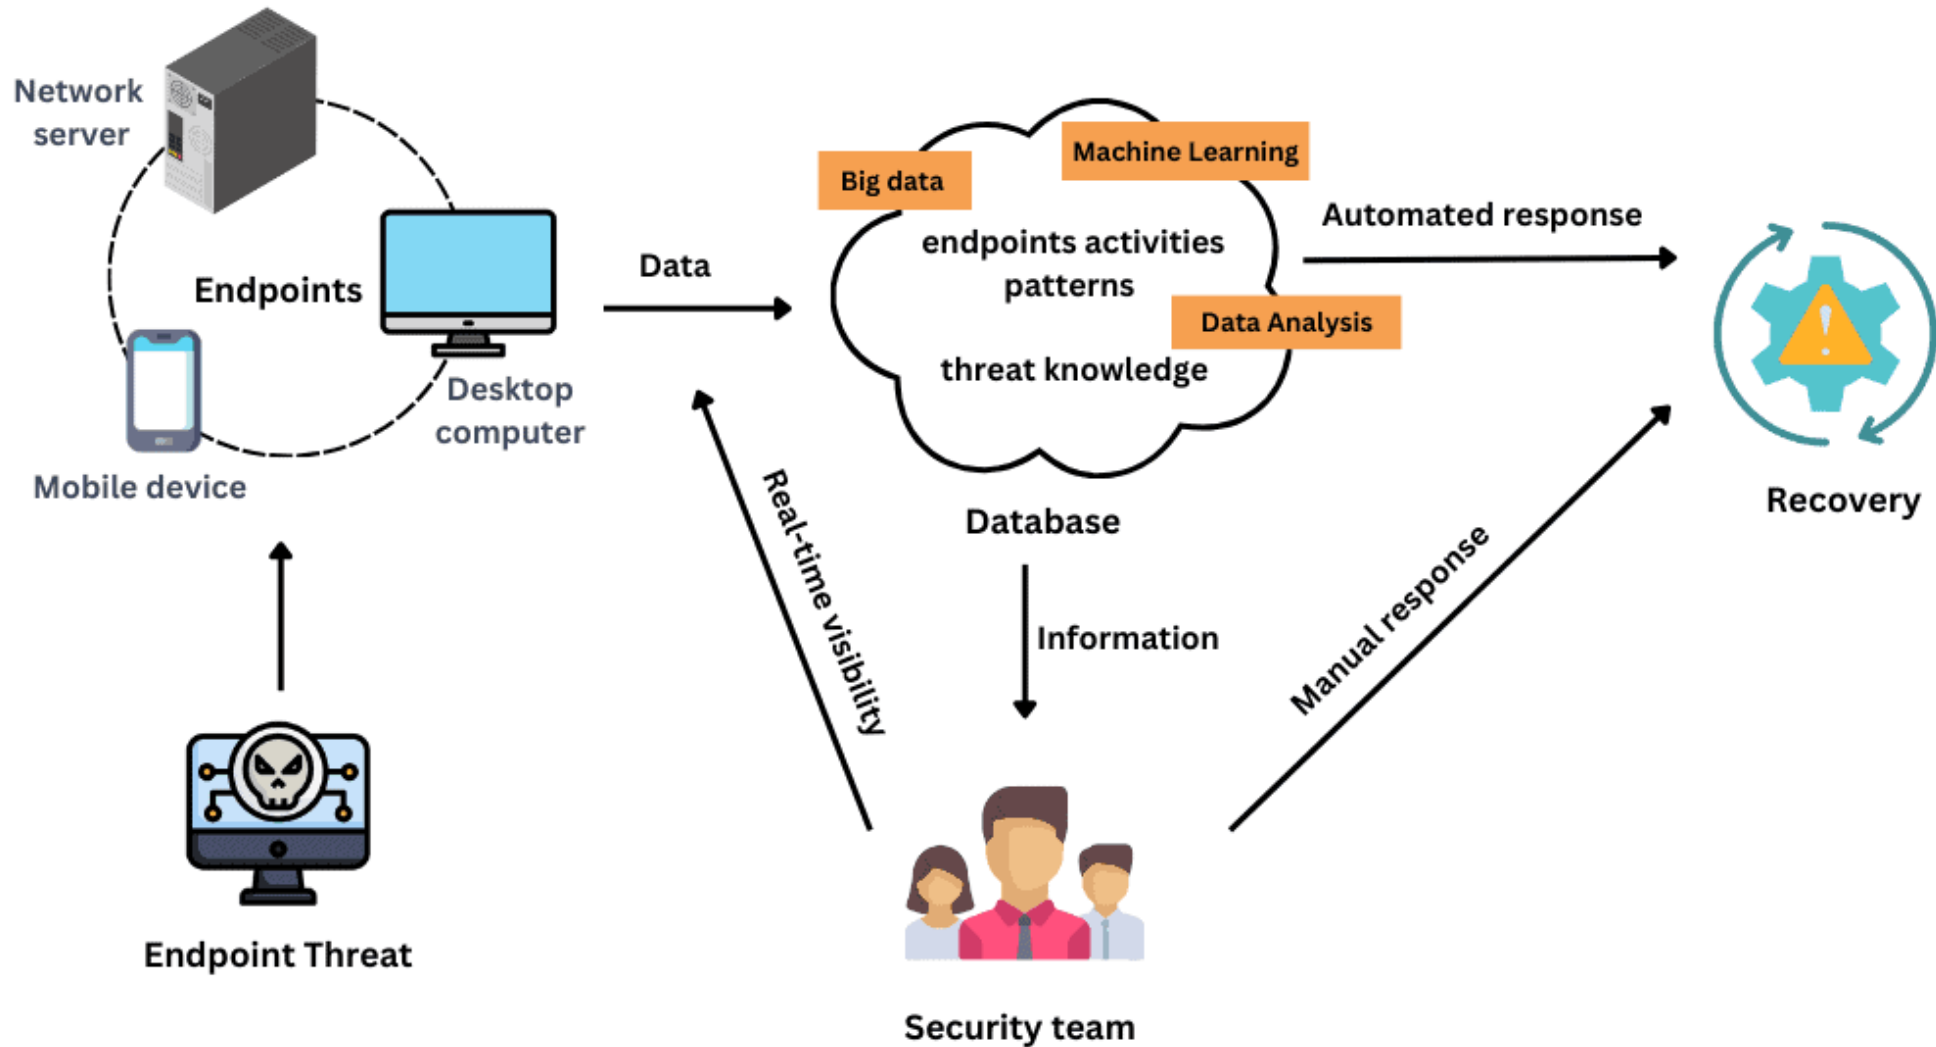 Network
server
Endpoints
Desktop
computer
Mobile device
Endpoint Threat
Data
Real-time visibility
Big data
Machine Learning
endpoints activities
patterns
Data Analysis
threat knowledge
Database
Information
Security team
Automated response
Manual response
Recovery